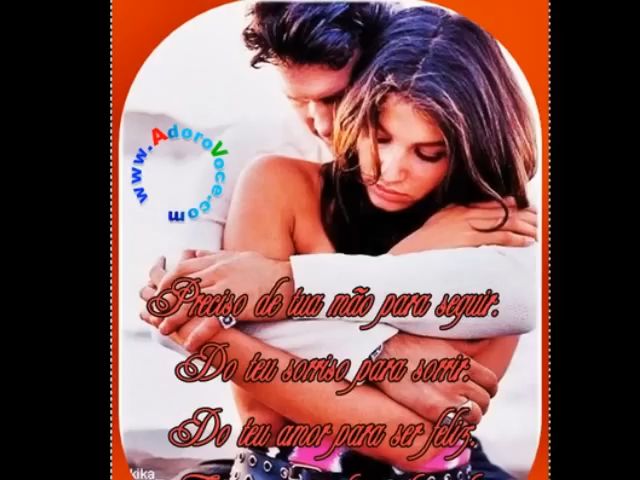 www.AdoroVoce.com
Preciso de tua mão para seguir.
Do teu sorriso para sorrir.
Do teu amor para ser feliz..
kika